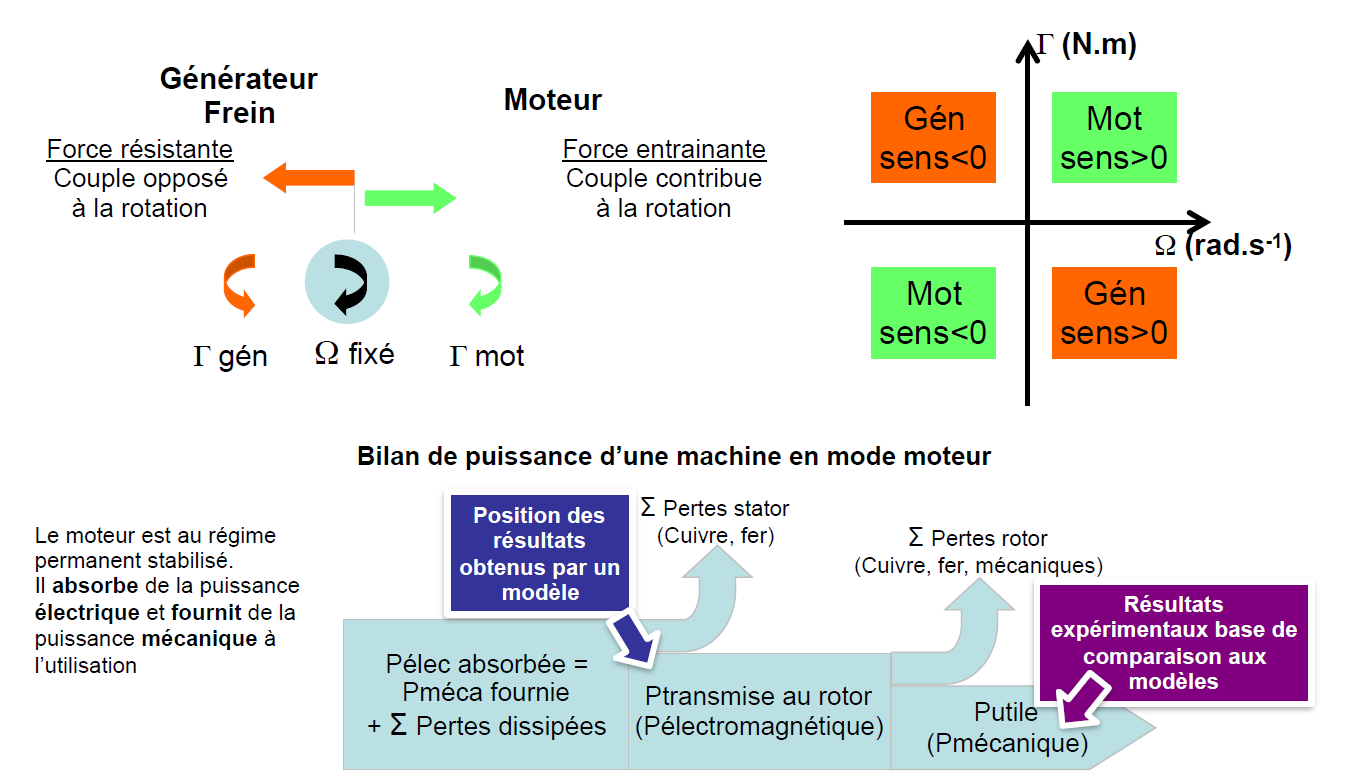 Générateur
Frein
Force résistante
Couple opposé
à la rotation
Moteur
Force entrainante
Couple contribue
à la rotation
Γ gén
Ω fixé
Γ mot
Γ (N.m)
Gén
sens<0
Mot
sens>0
Ω (rad.s-1)
Mot
sens<0
Gén
sens>0
Bilan de puissance d’une machine en mode moteur
Le moteur est au régime
permanent stabilisé.
Il absorbe de la puissance
électrique et fournit de la
puissance mécanique à
l’utilisation
Position des
résultats
obtenus par un
modèle
Σ Pertes stator
(Cuivre, fer)
Σ Pertes rotor
(Cuivre, fer, mécaniques)
Résultats
expérimentaux base de
comparaison aux
modèles
Pélec absorbée =
Pméca fournie
+ Σ Pertes dissipées
Ptransmise au rotor
(Pélectromagnétique)
Putile
(Pmécanique)